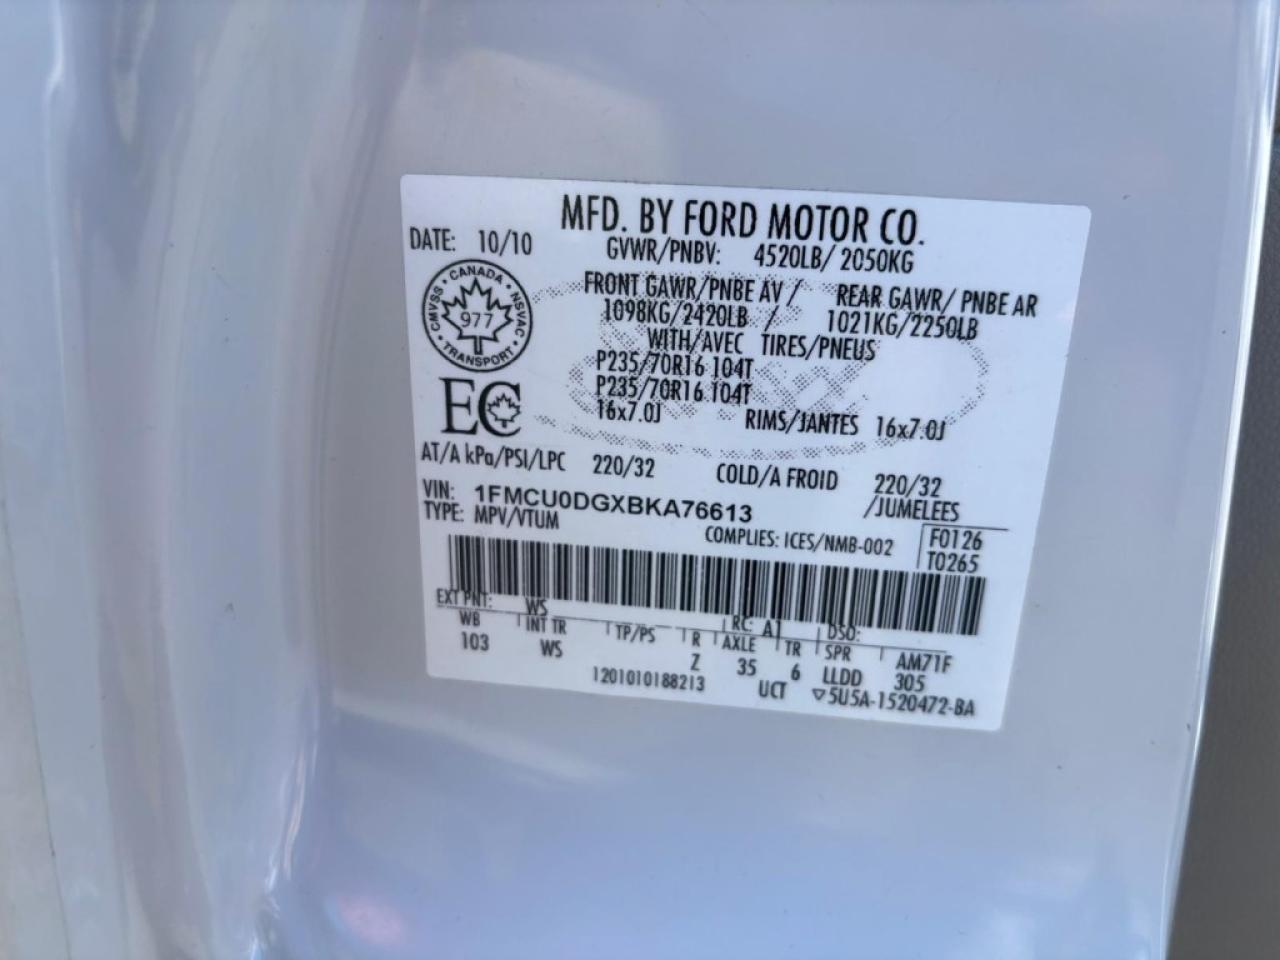 MFD. BY FORD MOTOR CO.
DATE: 10/10
GVWR/PNBV: 4520LB/ 2050KG
FRONT GAWR/PNBE AV / REAR GAWR/ PNBE AR
1098KG/2420LB / 1021KG/2250LB
WITH/AVEC TIRES/PNEUS
P235/70R16 104T
P235/70R16 104T
16x7.0J RIMS/JANTES 16x7.0J
CANADA
CMVSS NSVAC
977
TRANSPORT
EC
AT/A kPa/PSI/LPC 220/32 COLD/A FROID 220/32
VIN: 1FMCU0DGXBKA76613 /JUMELEES
TYPE: MPV/VTUM
COMPLIES: ICES/NMB-002
F0126
T0265
EXT PNT: WS RC: A1 DSO:
WB INT TR TP/PS R AXLE TR SPR AM71F
103 WS Z 35 6 LLDD 305
1201010188213 UCT 5U5A-1520472-BA